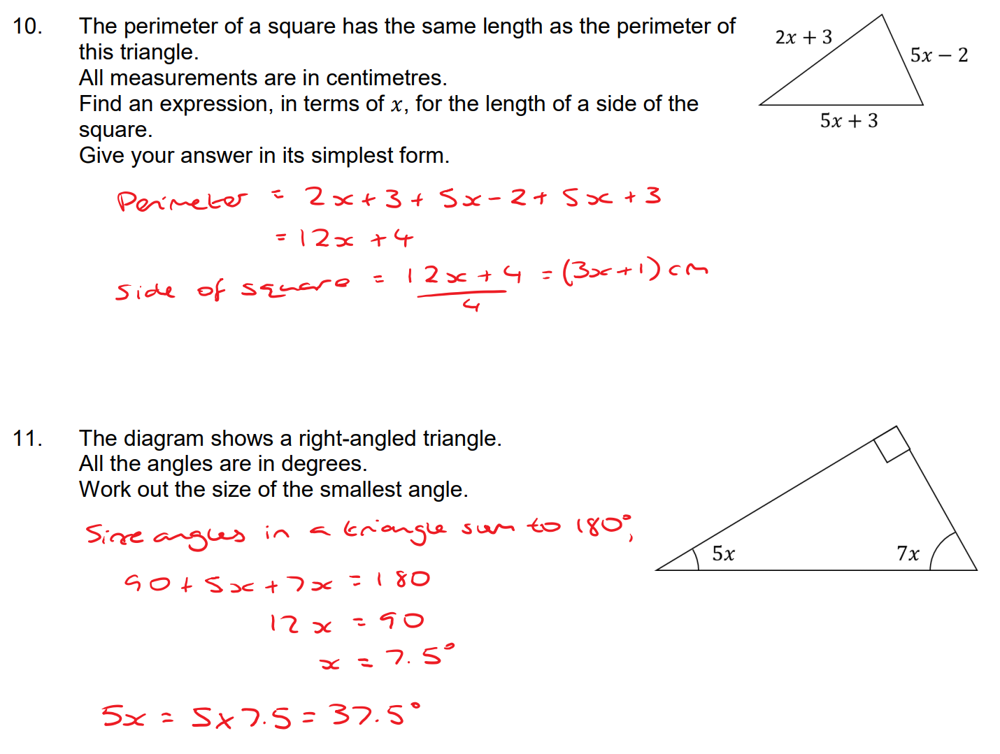 10. The perimeter of a square has the same length as the perimeter of
this triangle.
All measurements are in centimetres.
Find an expression, in terms of x, for the length of a side of the
square.
Give your answer in its simplest form.
2x + 3
5x − 2
5x + 3
Perimeter = 2x + 3 + 5x - 2 + 5x + 3
= 12x + 4
Side of square = 12x + 4 / 4 = (3x + 1) cm
11. The diagram shows a right-angled triangle.
All the angles are in degrees.
Work out the size of the smallest angle.
5x
7x
Since angles in a triangle sum to 180°,
90 + 5x + 7x = 180
12x = 90
x = 7.5°
5x = 5 x 7.5 = 37.5°